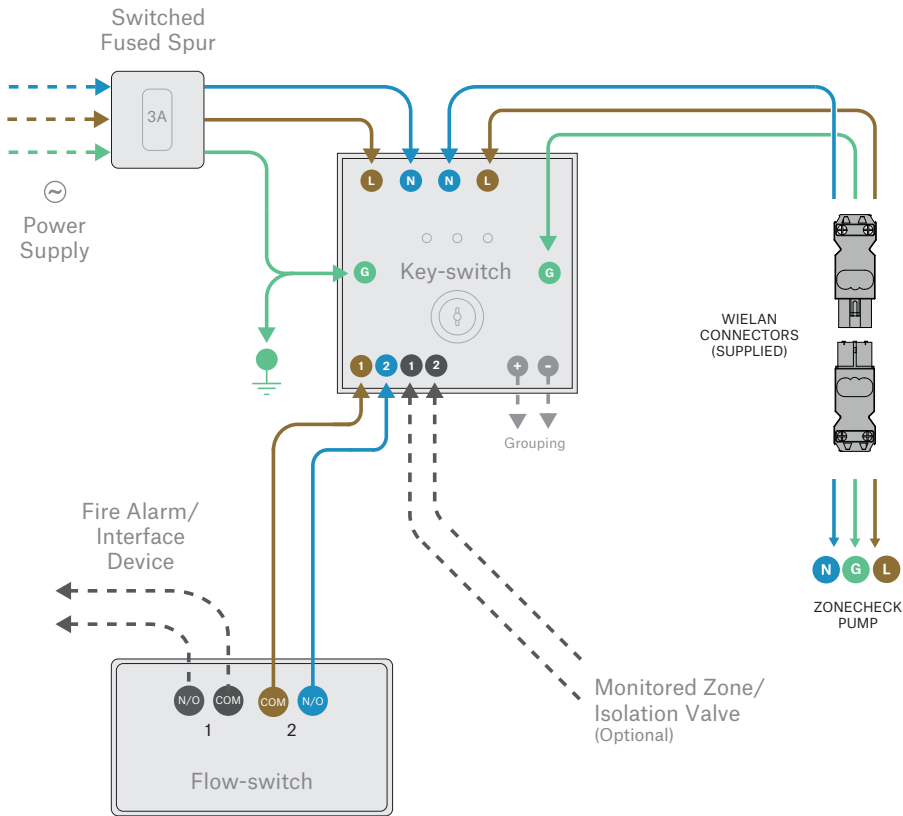 Switched
Fused Spur
3A
Power
Supply
L N N L
G Key-switch G
1 2 1 2 + -
Grouping
WIELAN
CONNECTORS
(SUPPLIED)
N G L
ZONECHECK
PUMP
Fire Alarm/
Interface
Device
N/O COM COM N/O
1 2
Flow-switch
Monitored Zone/
Isolation Valve
(Optional)